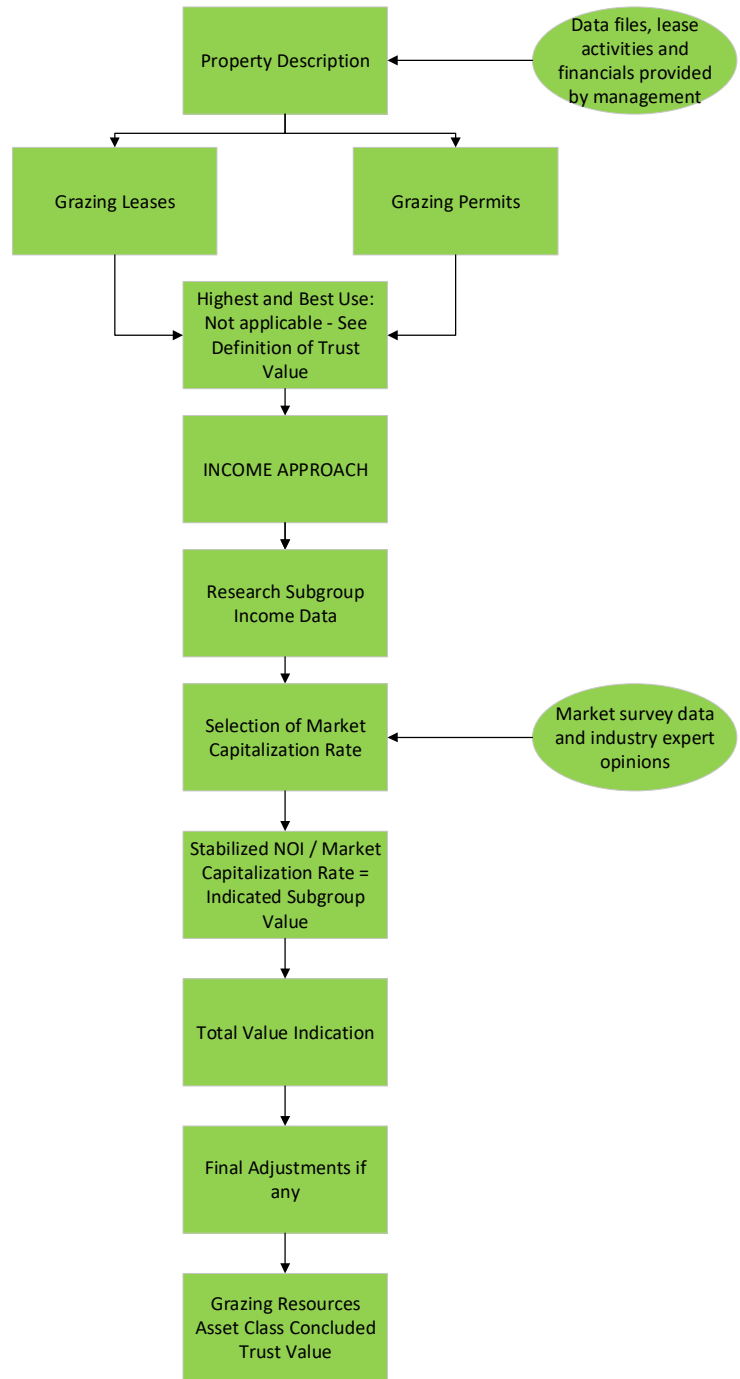 Property Description
Data files, lease
activities and
financials provided
by management
Grazing Leases
Grazing Permits
Highest and Best Use:
Not applicable - See
Definition of Trust
Value
INCOME APPROACH
Research Subgroup
Income Data
Selection of Market
Capitalization Rate
Market survey data
and industry expert
opinions
Stabilized NOI / Market
Capitalization Rate =
Indicated Subgroup
Value
Total Value Indication
Final Adjustments if
any
Grazing Resources
Asset Class Concluded
Trust Value